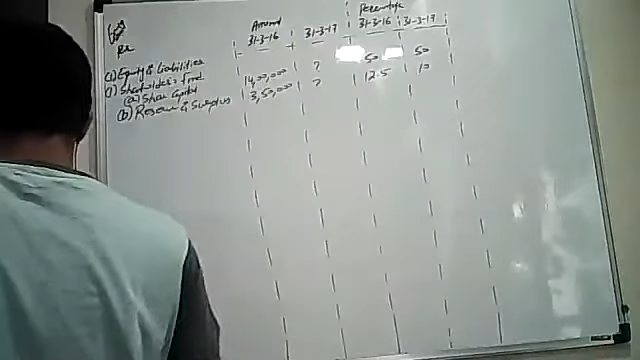 Amount Percentage
31-3-16 31-3-17 31-3-16 31-3-17
(1) Equity & Liabilities
(1) Shareholder's Fund
(a) Share Capital 14,00,000 ? 50 50
(b) Reserve & Surplus 3,50,000 ? 12.5 10